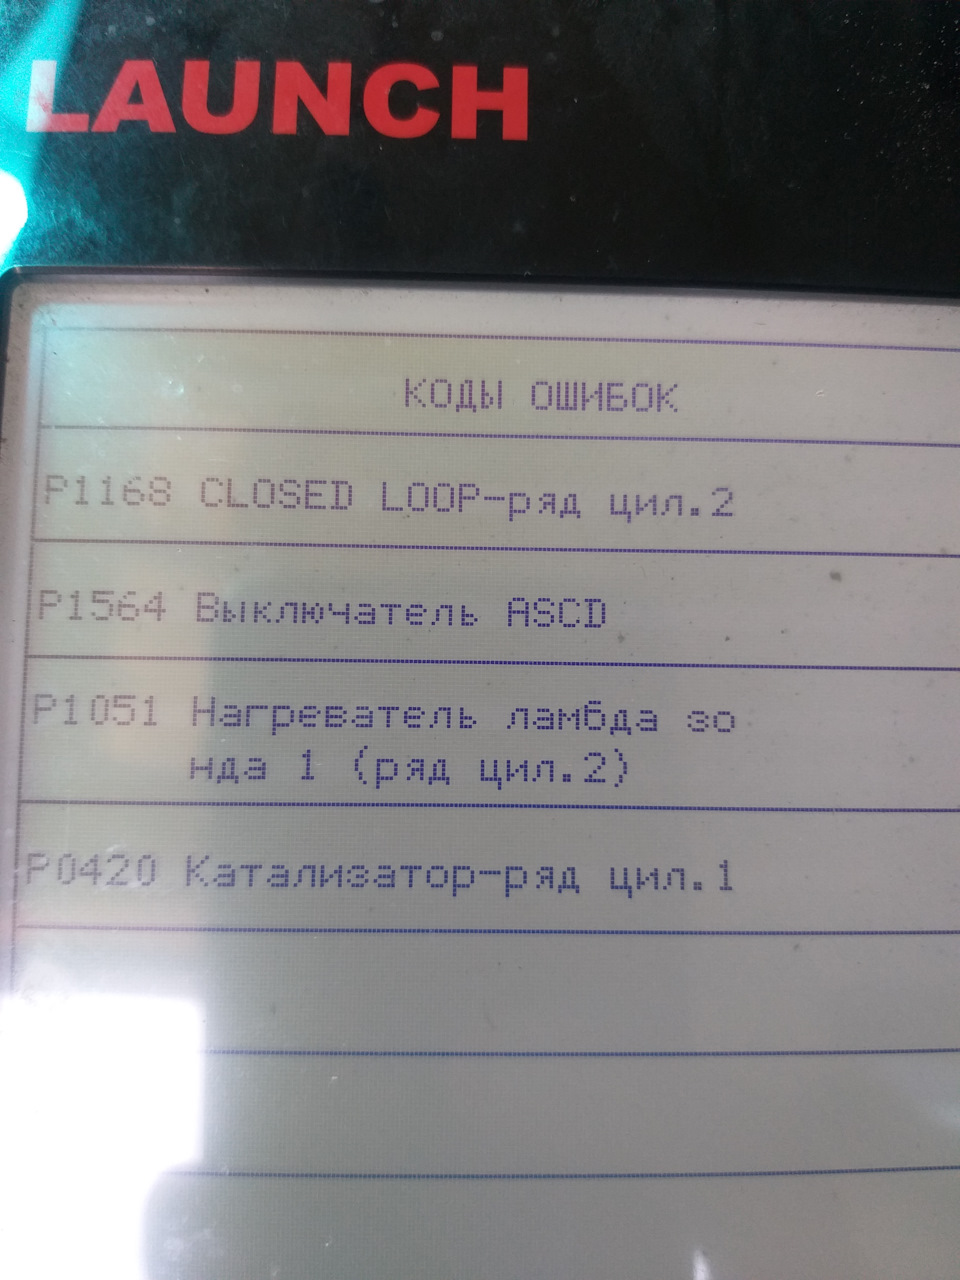 LAUNCH
КОДЫ ОШИБОК
P1168 CLOSED LOOP-ряд цил.2
P1564 Выключатель ASCD
P1051 Нагреватель ламбда зо
нда 1 (ряд цил.2)
P0420 Катализатор-ряд цил.1